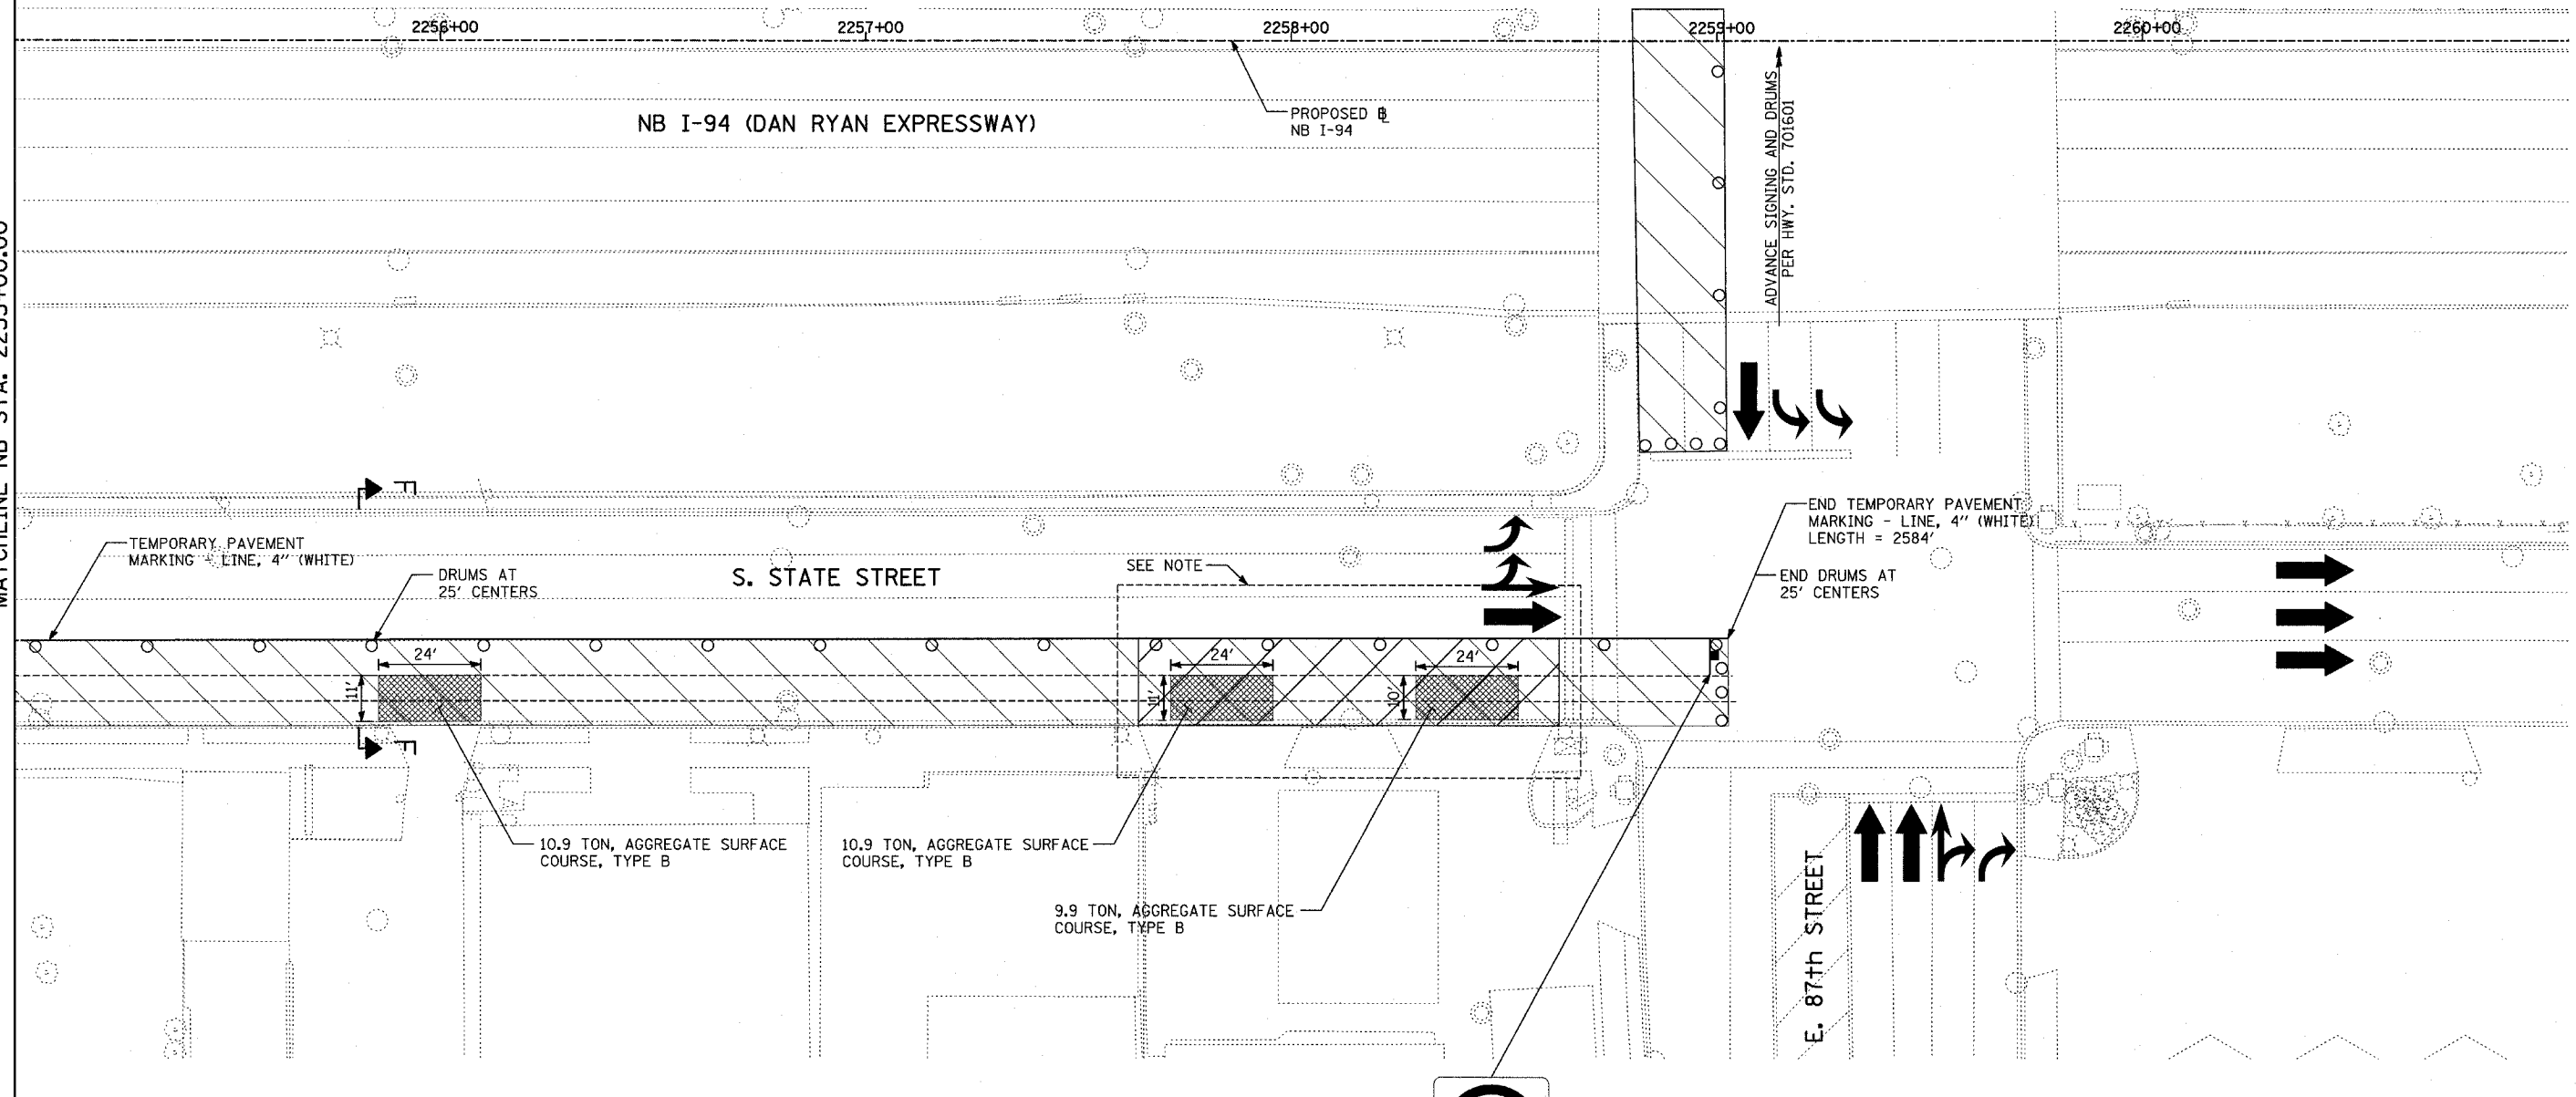 2256+00
2257+00
2258+00
2259+00
2260+00
NB I-94 (DAN RYAN EXPRESSWAY)
PROPOSED ℄
NB I-94
ADVANCE SIGNING AND DRUMS
PER HWY. STD. 701601
F
TEMPORARY PAVEMENT
MARKING - LINE, 4" (WHITE)
DRUMS AT
25' CENTERS
S. STATE STREET
SEE NOTE
END TEMPORARY PAVEMENT
MARKING - LINE, 4" (WHITE)
LENGTH = 2584'
END DRUMS AT
25' CENTERS
24'
11'
24'
11'
24'
10'
F
10.9 TON, AGGREGATE SURFACE
COURSE, TYPE B
10.9 TON, AGGREGATE SURFACE
COURSE, TYPE B
9.9 TON, AGGREGATE SURFACE
COURSE, TYPE B
E. 87th STREET